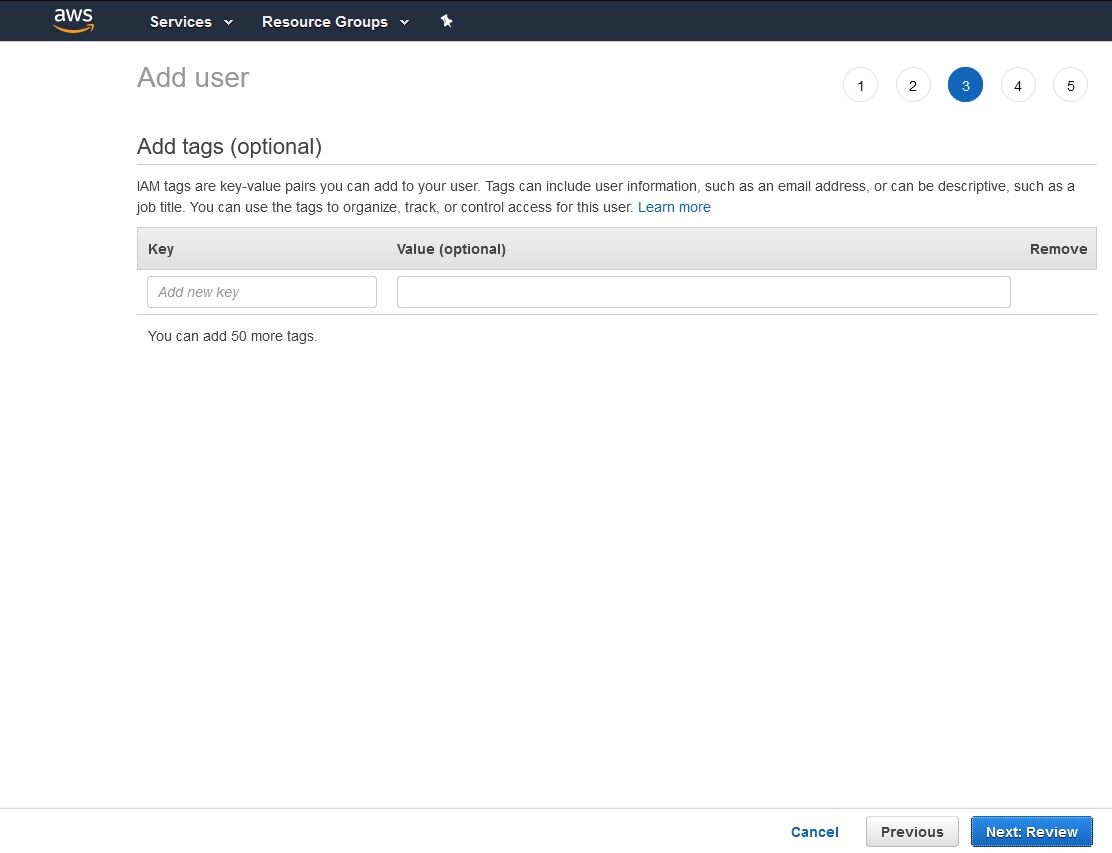 aws Services Resource Groups
Add user
1 2 3 4 5
Add tags (optional)
IAM tags are key-value pairs you can add to your user. Tags can include user information, such as an email address, or can be descriptive, such as a
job title. You can use the tags to organize, track, or control access for this user. Learn more
Key Value (optional) Remove
Add new key
You can add 50 more tags.
Cancel Previous Next: Review